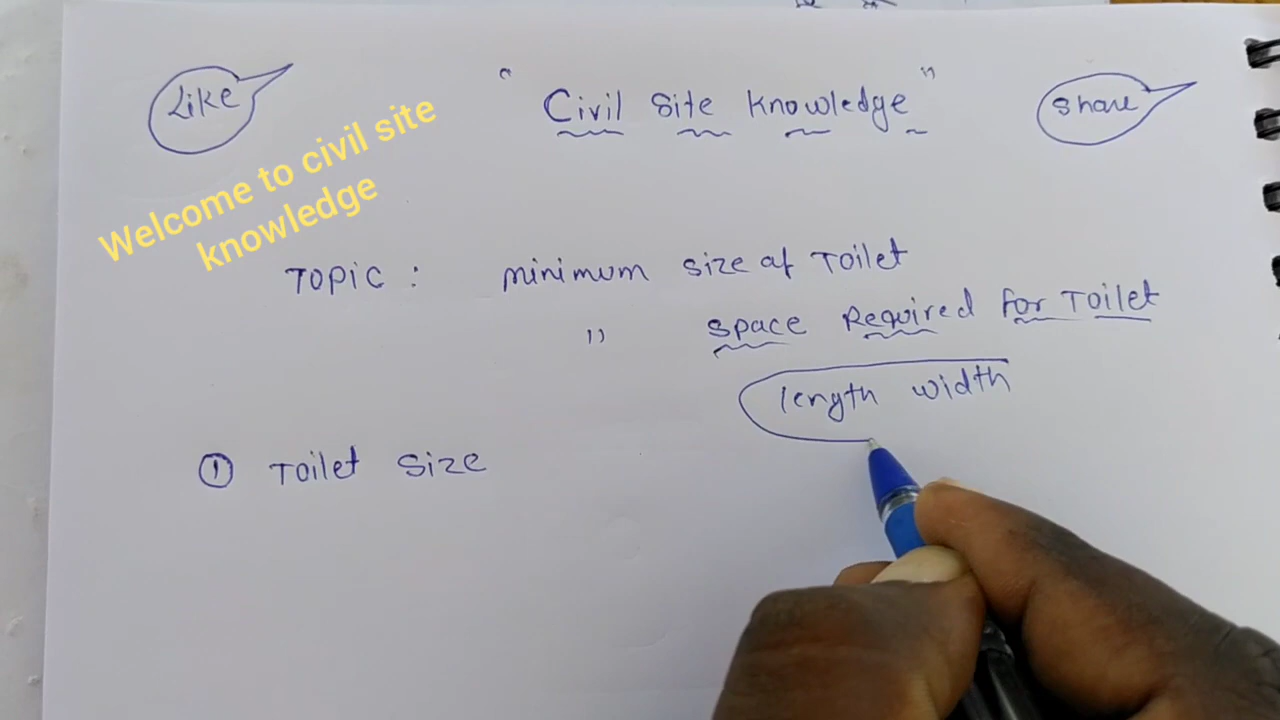 Like
" Civil Site Knowledge "
Share
Welcome to civil site
knowledge
Topic : minimum size of Toilet
" space Required for Toilet
length width
① Toilet size